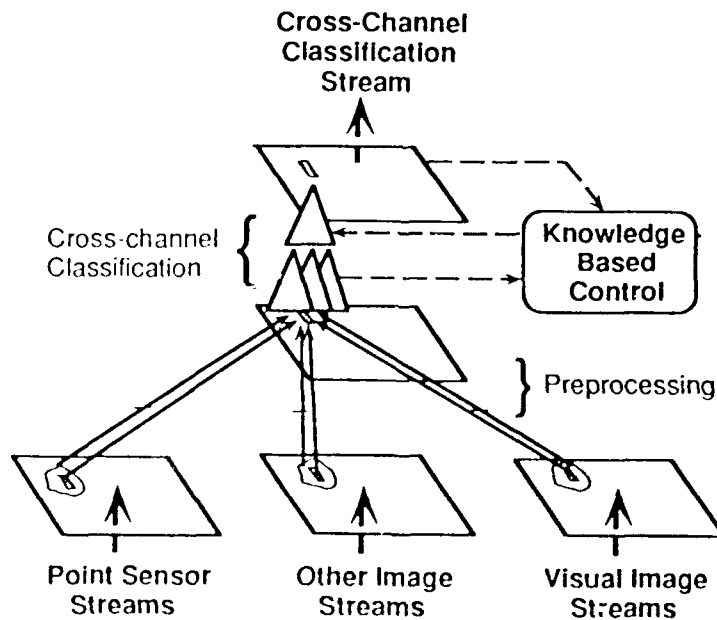 Cross-Channel
Classification
Stream
Cross-channel
Classification
Knowledge
Based
Control
Preprocessing
Point Sensor
Streams
Other Image
Streams
Visual Image
Streams